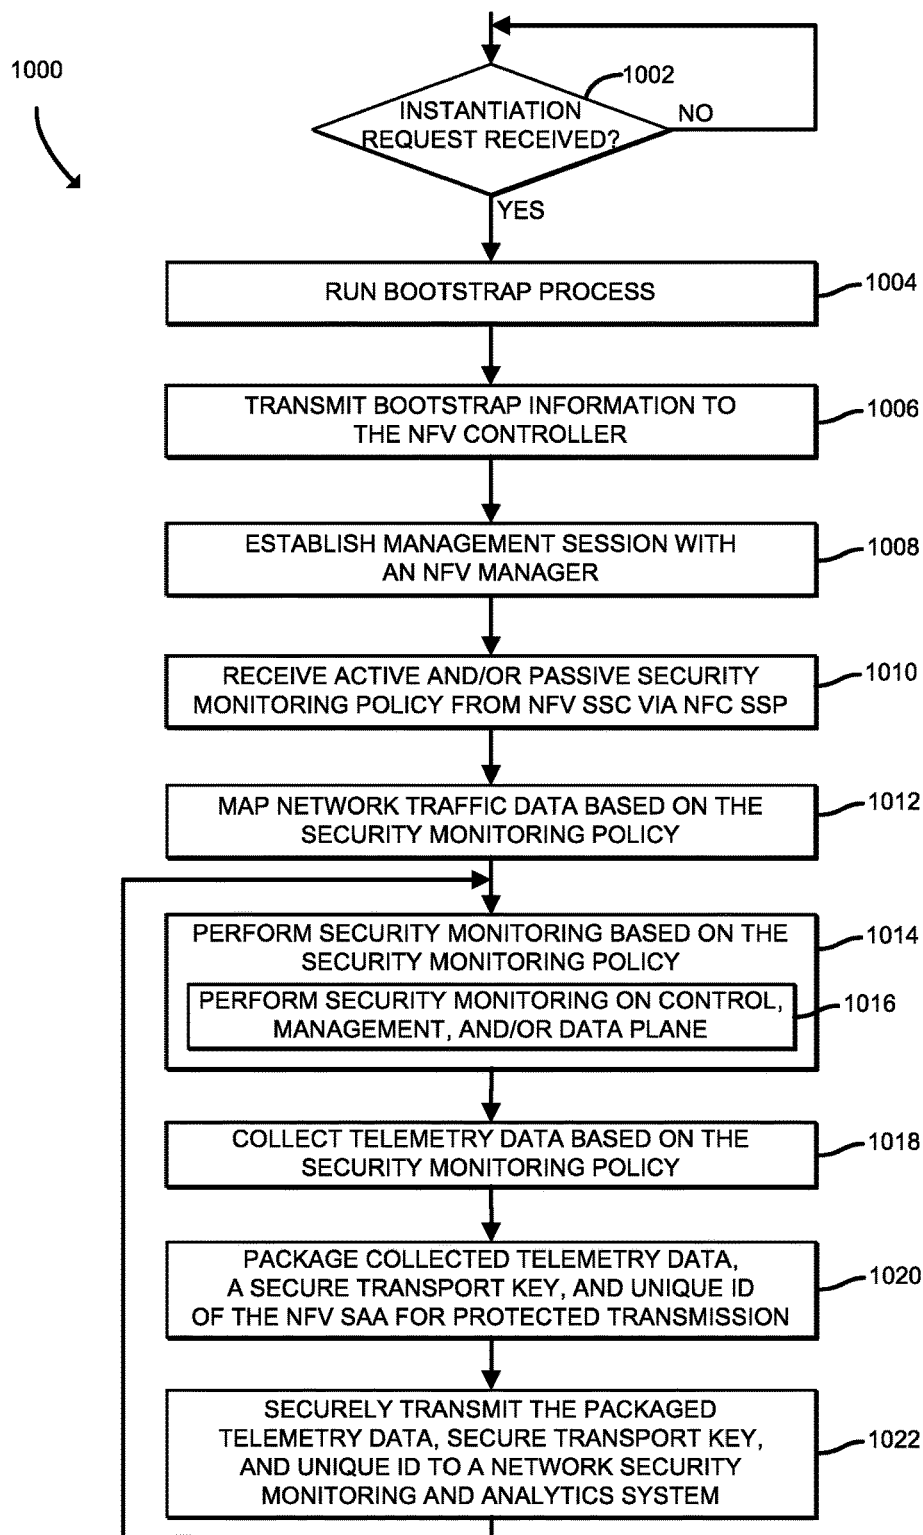 1000
1002
INSTANTIATION
REQUEST RECEIVED?
NO
YES
RUN BOOTSTRAP PROCESS
1004
TRANSMIT BOOTSTRAP INFORMATION TO
THE NFV CONTROLLER
1006
ESTABLISH MANAGEMENT SESSION WITH
AN NFV MANAGER
1008
RECEIVE ACTIVE AND/OR PASSIVE SECURITY
MONITORING POLICY FROM NFV SSC VIA NFC SSP
1010
MAP NETWORK TRAFFIC DATA BASED ON THE
SECURITY MONITORING POLICY
1012
PERFORM SECURITY MONITORING BASED ON THE
SECURITY MONITORING POLICY
1014
PERFORM SECURITY MONITORING ON CONTROL,
MANAGEMENT, AND/OR DATA PLANE
1016
COLLECT TELEMETRY DATA BASED ON THE
SECURITY MONITORING POLICY
1018
PACKAGE COLLECTED TELEMETRY DATA,
A SECURE TRANSPORT KEY, AND UNIQUE ID
OF THE NFV SAA FOR PROTECTED TRANSMISSION
1020
SECURELY TRANSMIT THE PACKAGED
TELEMETRY DATA, SECURE TRANSPORT KEY,
AND UNIQUE ID TO A NETWORK SECURITY
MONITORING AND ANALYTICS SYSTEM
1022